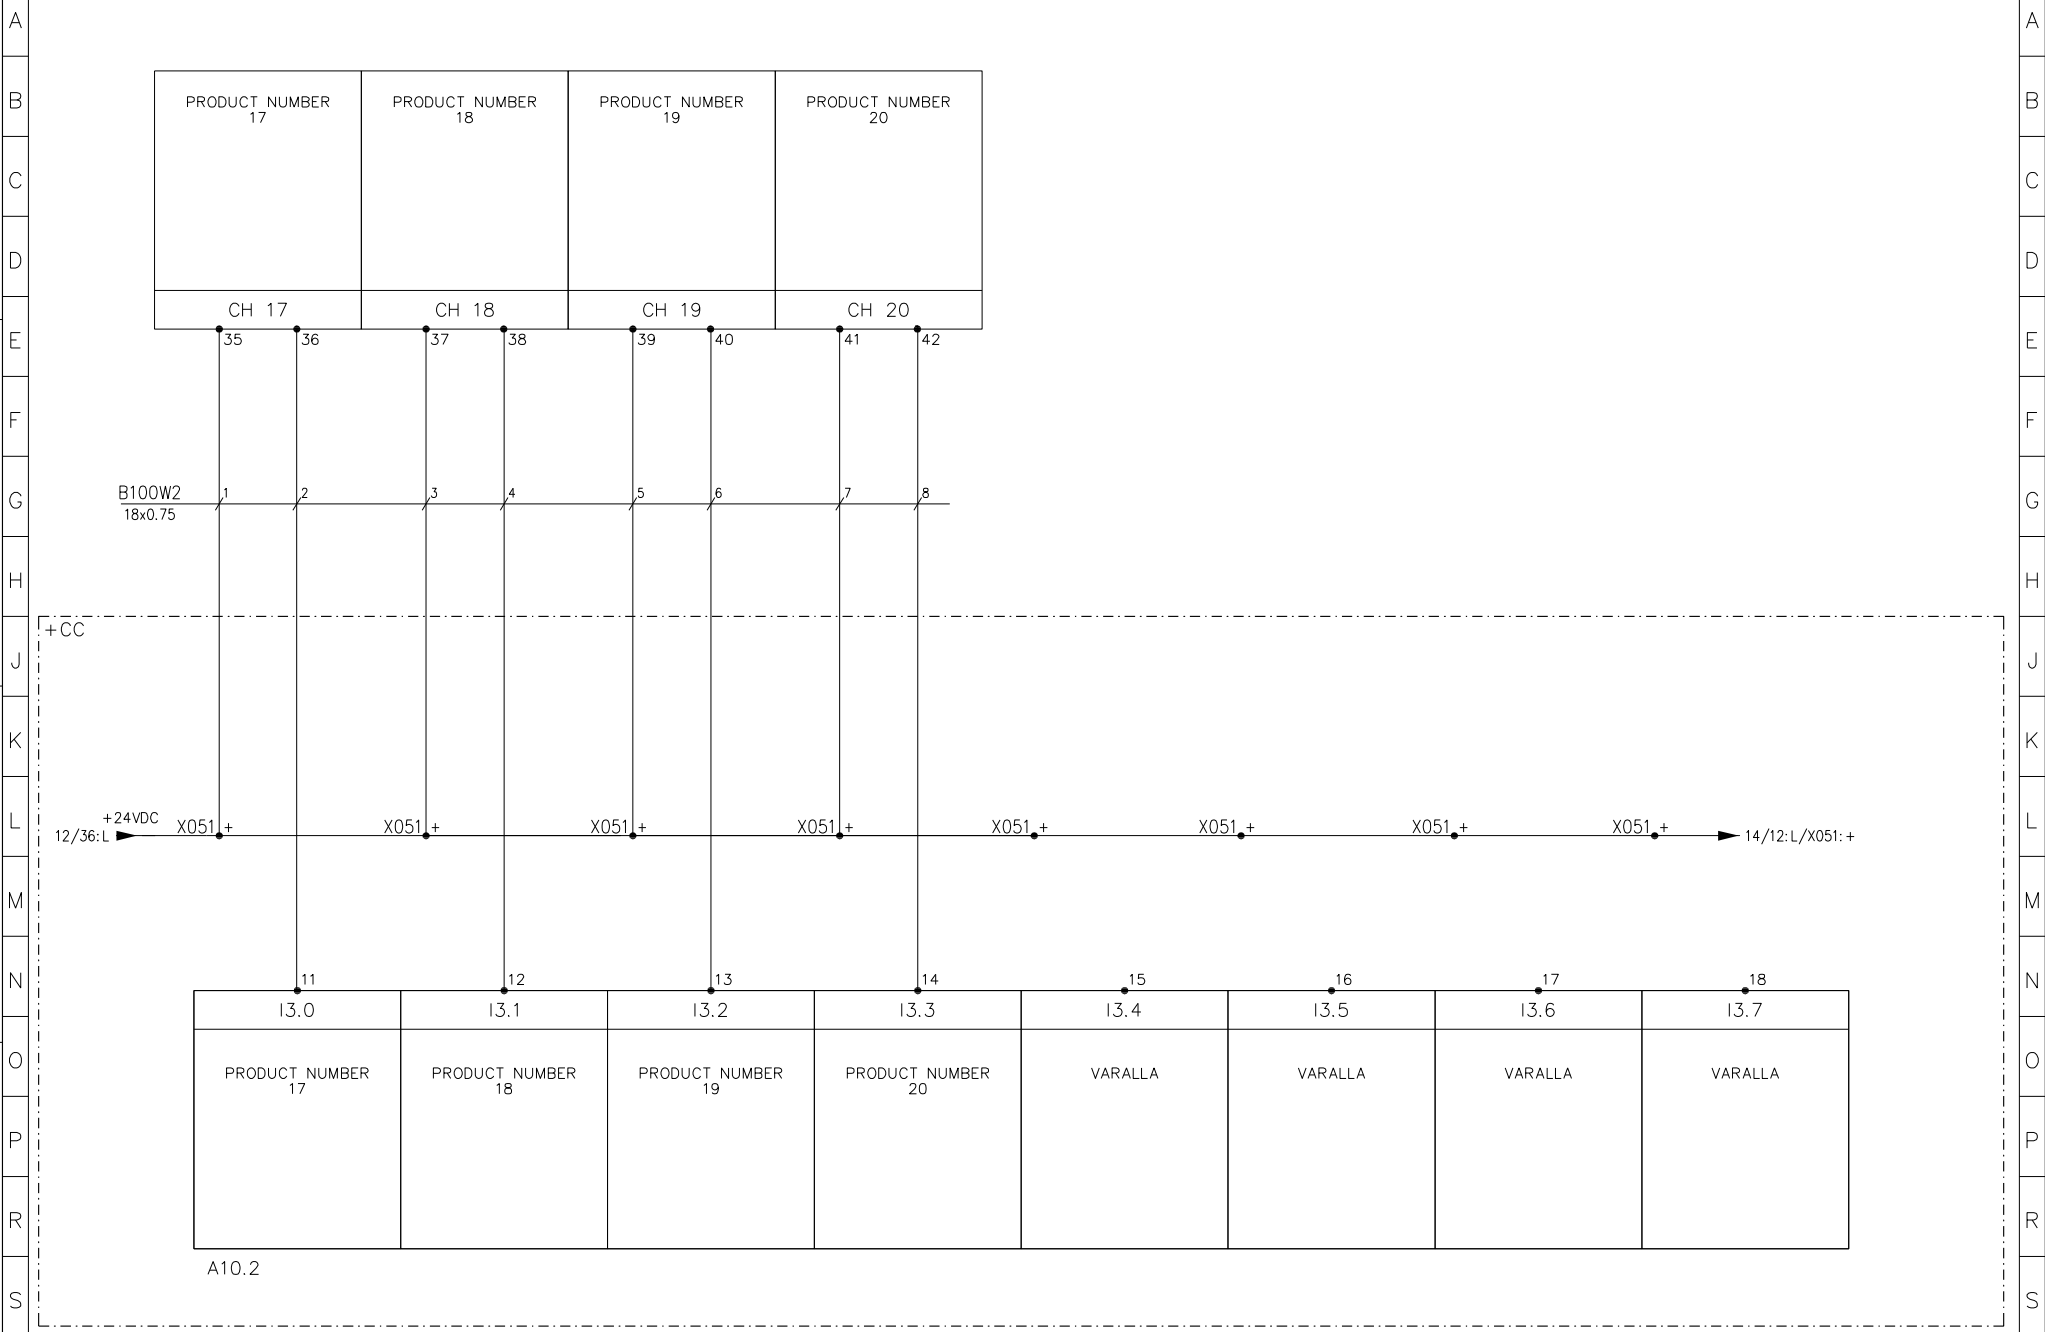 A A
B B
PRODUCT NUMBER PRODUCT NUMBER PRODUCT NUMBER PRODUCT NUMBER
17 18 19 20
C C
D D
CH 17 CH 18 CH 19 CH 20
E 35 36 37 38 39 40 41 42 E
F F
B100W2 1 2 3 4 5 6 7 8
G G
18x0.75
H H
+CC
J J
K K
+24VDC X051 + X051 + X051 + X051 + X051 + X051 + X051 + X051 +
L L
12/36:L 14/12:L/X051:+
M M
N 11 12 13 14 15 16 17 18 N
I3.0 I3.1 I3.2 I3.3 I3.4 I3.5 I3.6 I3.7
O O
PRODUCT NUMBER PRODUCT NUMBER PRODUCT NUMBER PRODUCT NUMBER VARALLA VARALLA VARALLA VARALLA
17 18 19 20
P P
R R
A10.2
S S